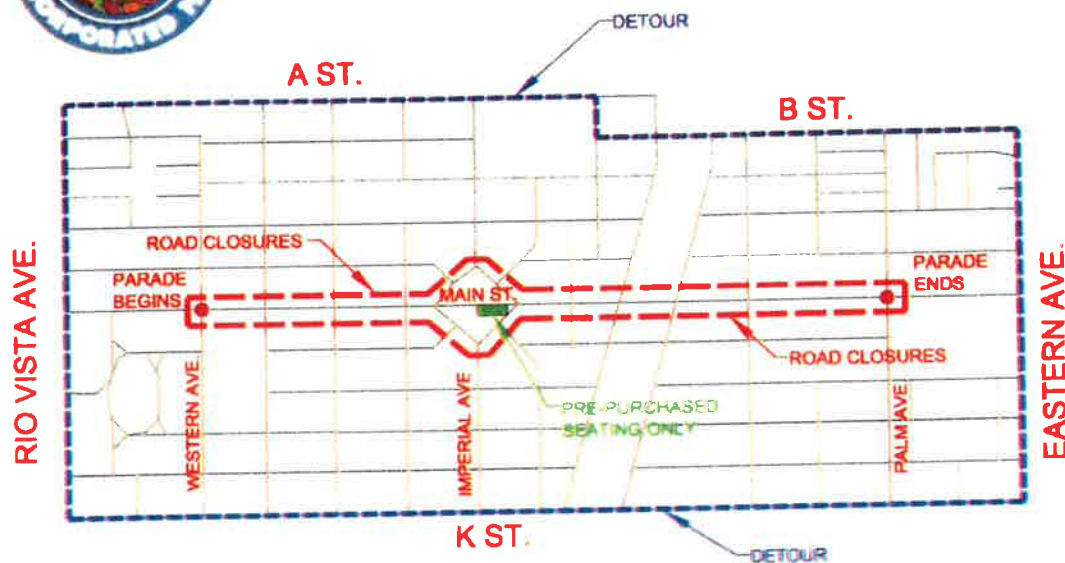 DETOUR
A ST.
B ST.
RIO VISTA AVE.
ROAD CLOSURES
PARADE
BEGINS
MAIN ST.
PARADE
ENDS
EASTERN AVE.
ROAD CLOSURES
WESTERN AVE.
IMPERIAL AVE
PALM AVE
PRE-PURCHASED
SEATING ONLY
K ST.
DETOUR